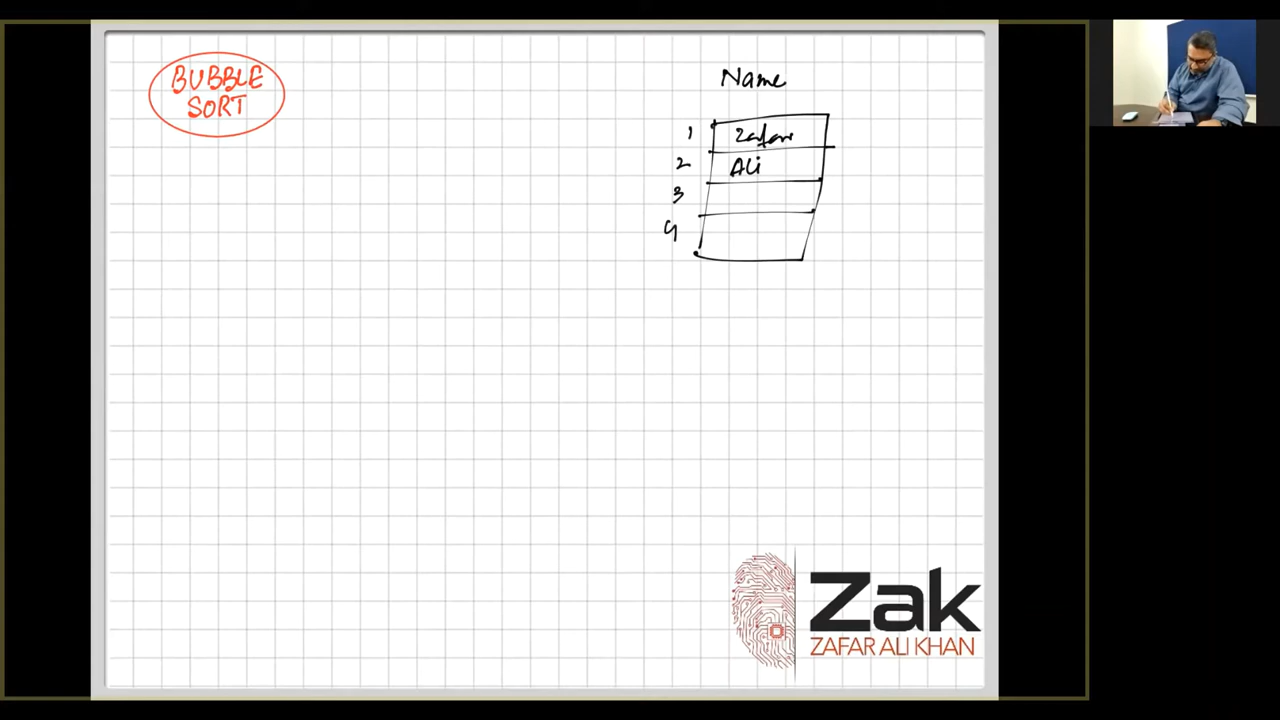 BUBBLE
SORT
Name
1 Zafar
2 Ali
3
4
Zak
ZAFAR ALI KHAN